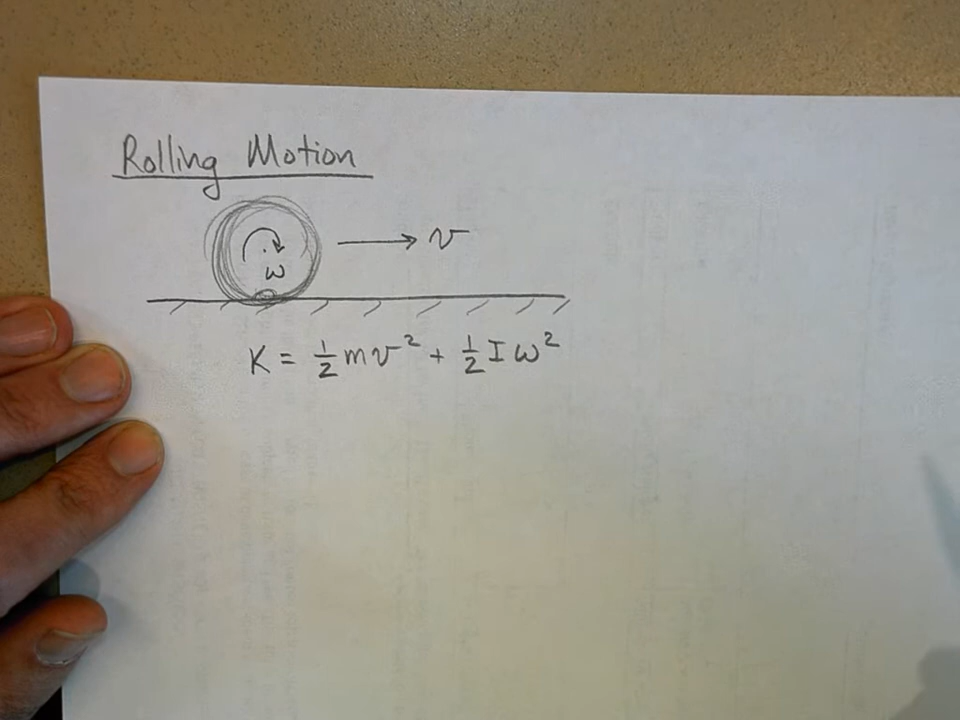 Rolling Motion
ω
v
K = ½mv² + ½Iω²